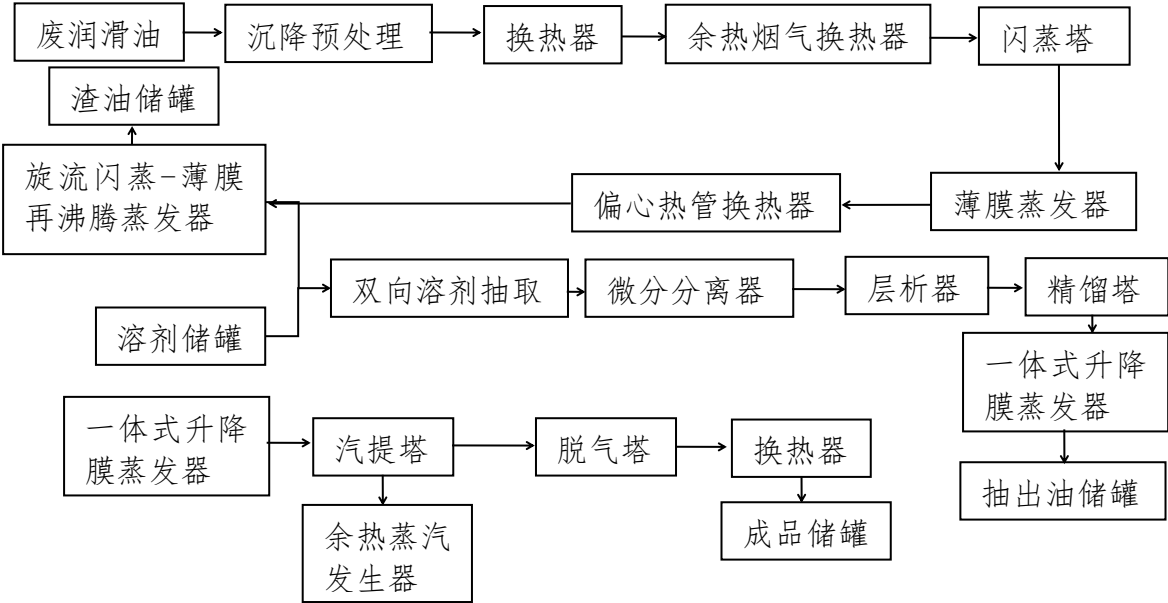 废润滑油
沉降预处理
换热器
余热烟气换热器
闪蒸塔
渣油储罐
旋流闪蒸-薄膜
再沸腾蒸发器
偏心热管换热器
薄膜蒸发器
双向溶剂抽取
微分分离器
层析器
精馏塔
溶剂储罐
一体式升降
膜蒸发器
一体式升降
膜蒸发器
汽提塔
脱气塔
换热器
抽出油储罐
余热蒸汽
发生器
成品储罐